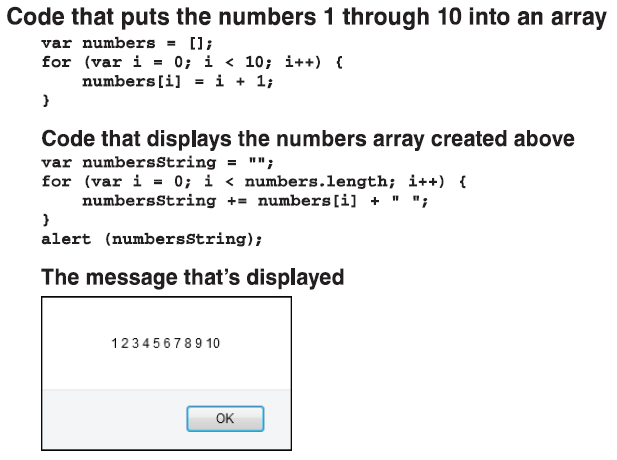 Code that puts the numbers 1 through 10 into an array
var numbers = [];
for (var i = 0; i < 10; i++) {
    numbers[i] = i + 1;
}
Code that displays the numbers array created above
var numbersString = "";
for (var i = 0; i < numbers.length; i++) {
    numbersString += numbers[i] + " ";
}
alert (numbersString);
The message that's displayed
1 2 3 4 5 6 7 8 9 10
OK